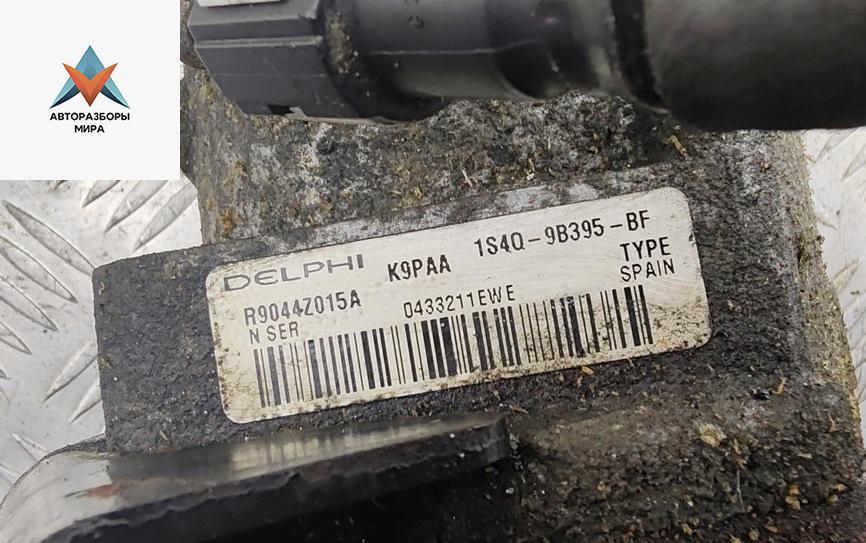 АВТОРАЗБОРЫ
МИРА
DELPHI K9PAA 1S4Q-9B395-BF
R9044Z015A 0433211EWE TYPE
N SER SPAIN